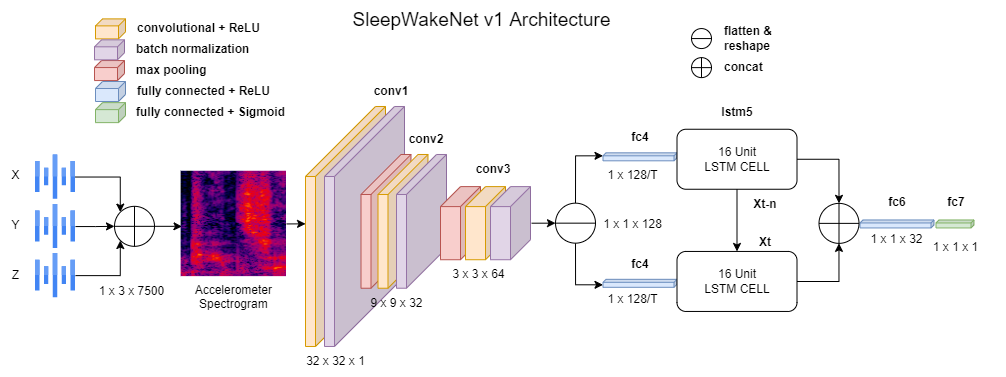 SleepWakeNet v1 Architecture
convolutional + ReLU
batch normalization
max pooling
fully connected + ReLU
fully connected + Sigmoid
flatten &
reshape
concat
X
Y
Z
1 x 3 x 7500
Accelerometer
Spectrogram
conv1
32 x 32 x 1
conv2
9 x 9 x 32
conv3
3 x 3 x 64
1 x 1 x 128
fc4
1 x 128/T
fc4
1 x 128/T
lstm5
16 Unit
LSTM CELL
Xt-n
Xt
16 Unit
LSTM CELL
fc6
1 x 1 x 32
fc7
1 x 1 x 1